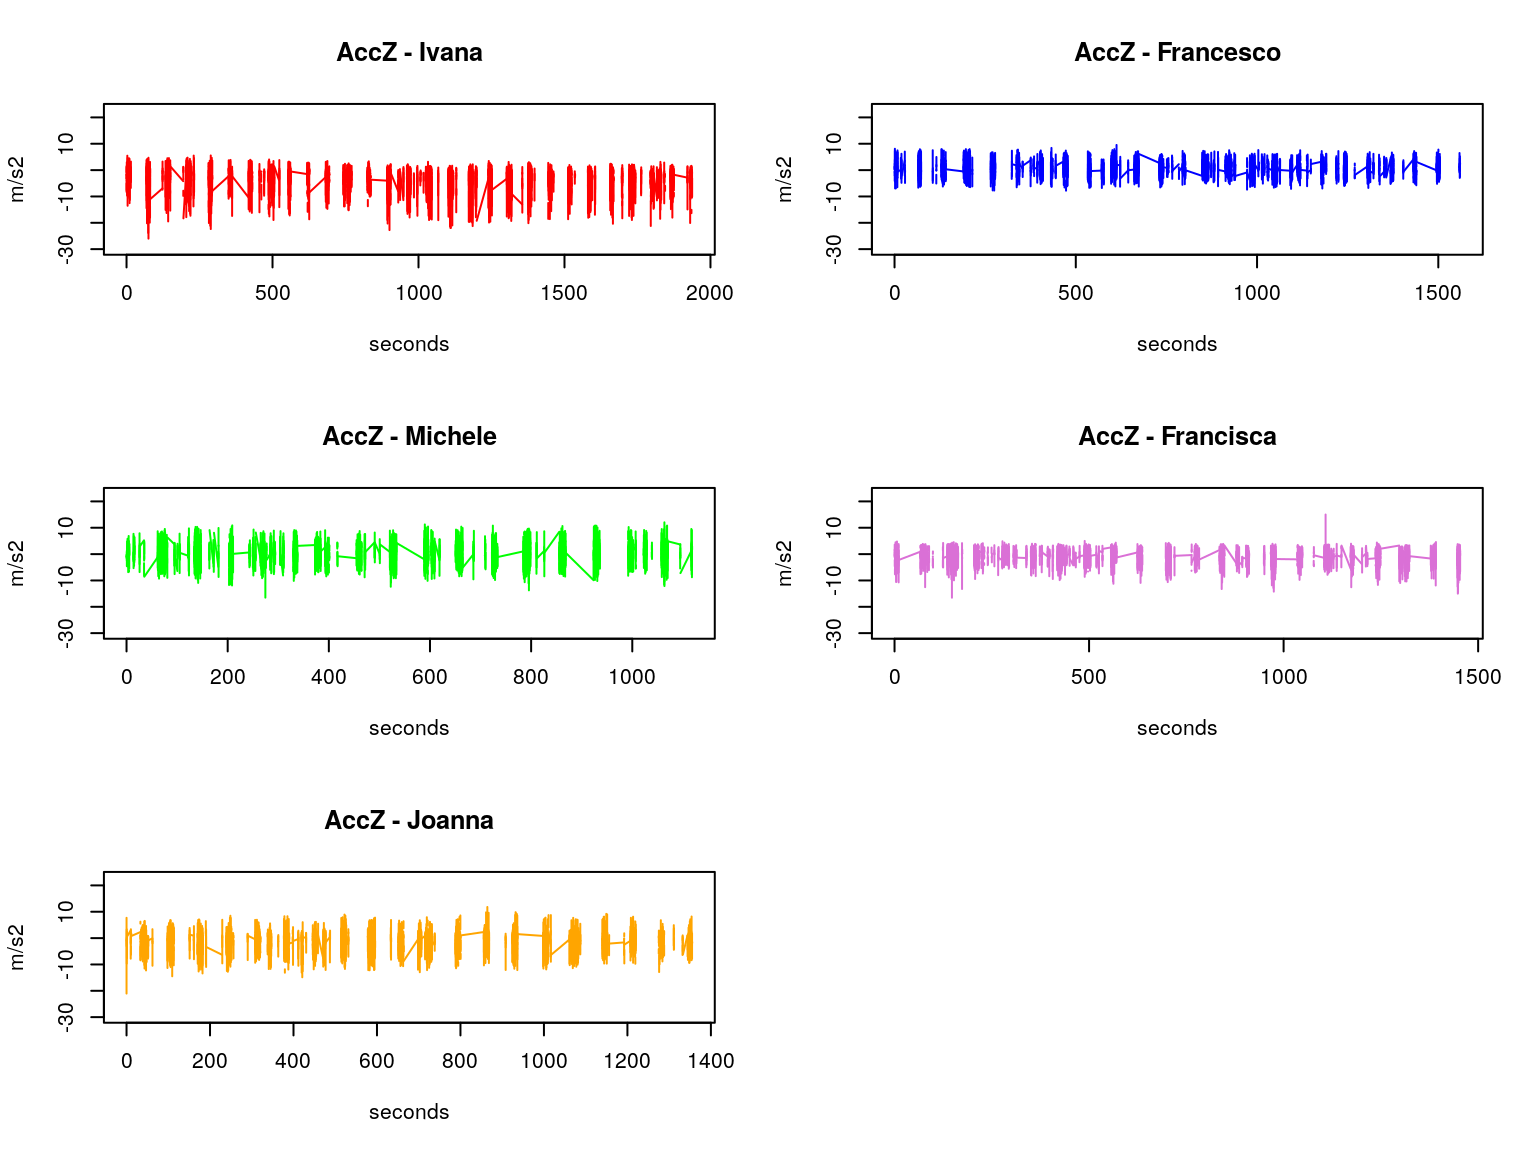 AccZ - Ivana
m/s2
10
-10
-30
0 500 1000 1500 2000
seconds
AccZ - Francesco
m/s2
10
-10
-30
0 500 1000 1500
seconds
AccZ - Michele
m/s2
10
-10
-30
0 200 400 600 800 1000
seconds
AccZ - Francisca
m/s2
10
-10
-30
0 500 1000 1500
seconds
AccZ - Joanna
m/s2
10
-10
-30
0 200 400 600 800 1000 1200 1400
seconds